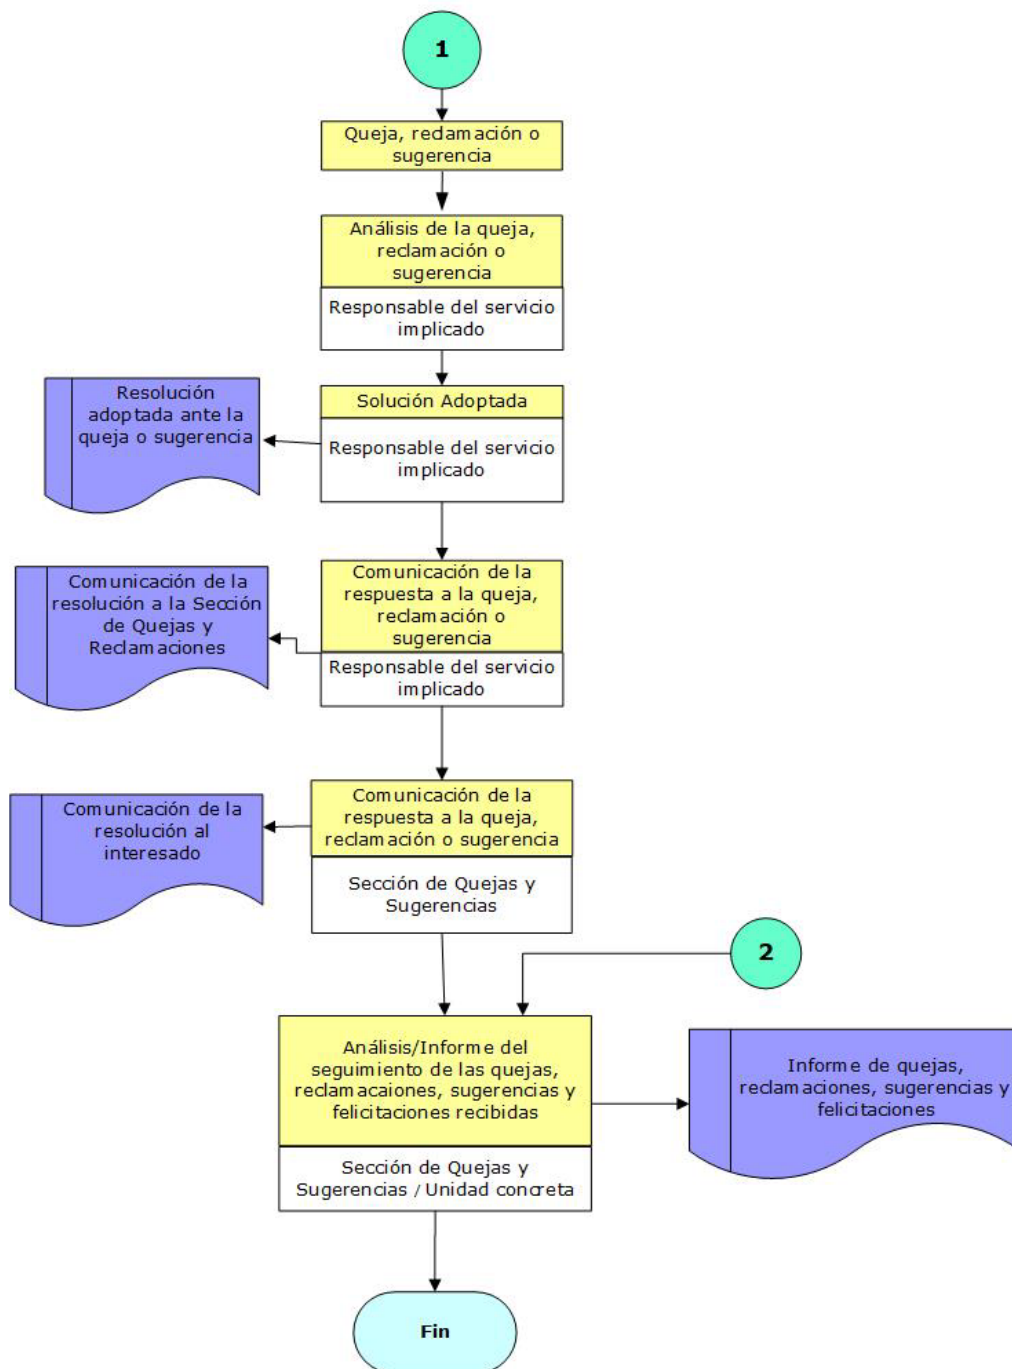 1
Queja, reclamación o
sugerencia
Análisis de la queja,
reclamación o
sugerencia
Responsable del servicio
implicado
Resolución
adoptada ante la
queja o sugerencia
Solución Adoptada
Responsable del servicio
implicado
Comunicación de la
resolución a la Sección
de Quejas y
Reclamaciones
Comunicación de la
respuesta a la queja,
reclamación o
sugerencia
Responsable del servicio
implicado
Comunicación de la
resolución al
interesado
Comunicación de la
respuesta a la queja,
reclamación o sugerencia
Sección de Quejas y
Sugerencias
2
Análisis/Informe del
seguimiento de las quejas,
reclamacaiones, sugerencias y
felicitaciones recibidas
Sección de Quejas y
Sugerencias / Unidad concreta
Informe de quejas,
reclamaciones, sugerencias y
felicitaciones
Fin